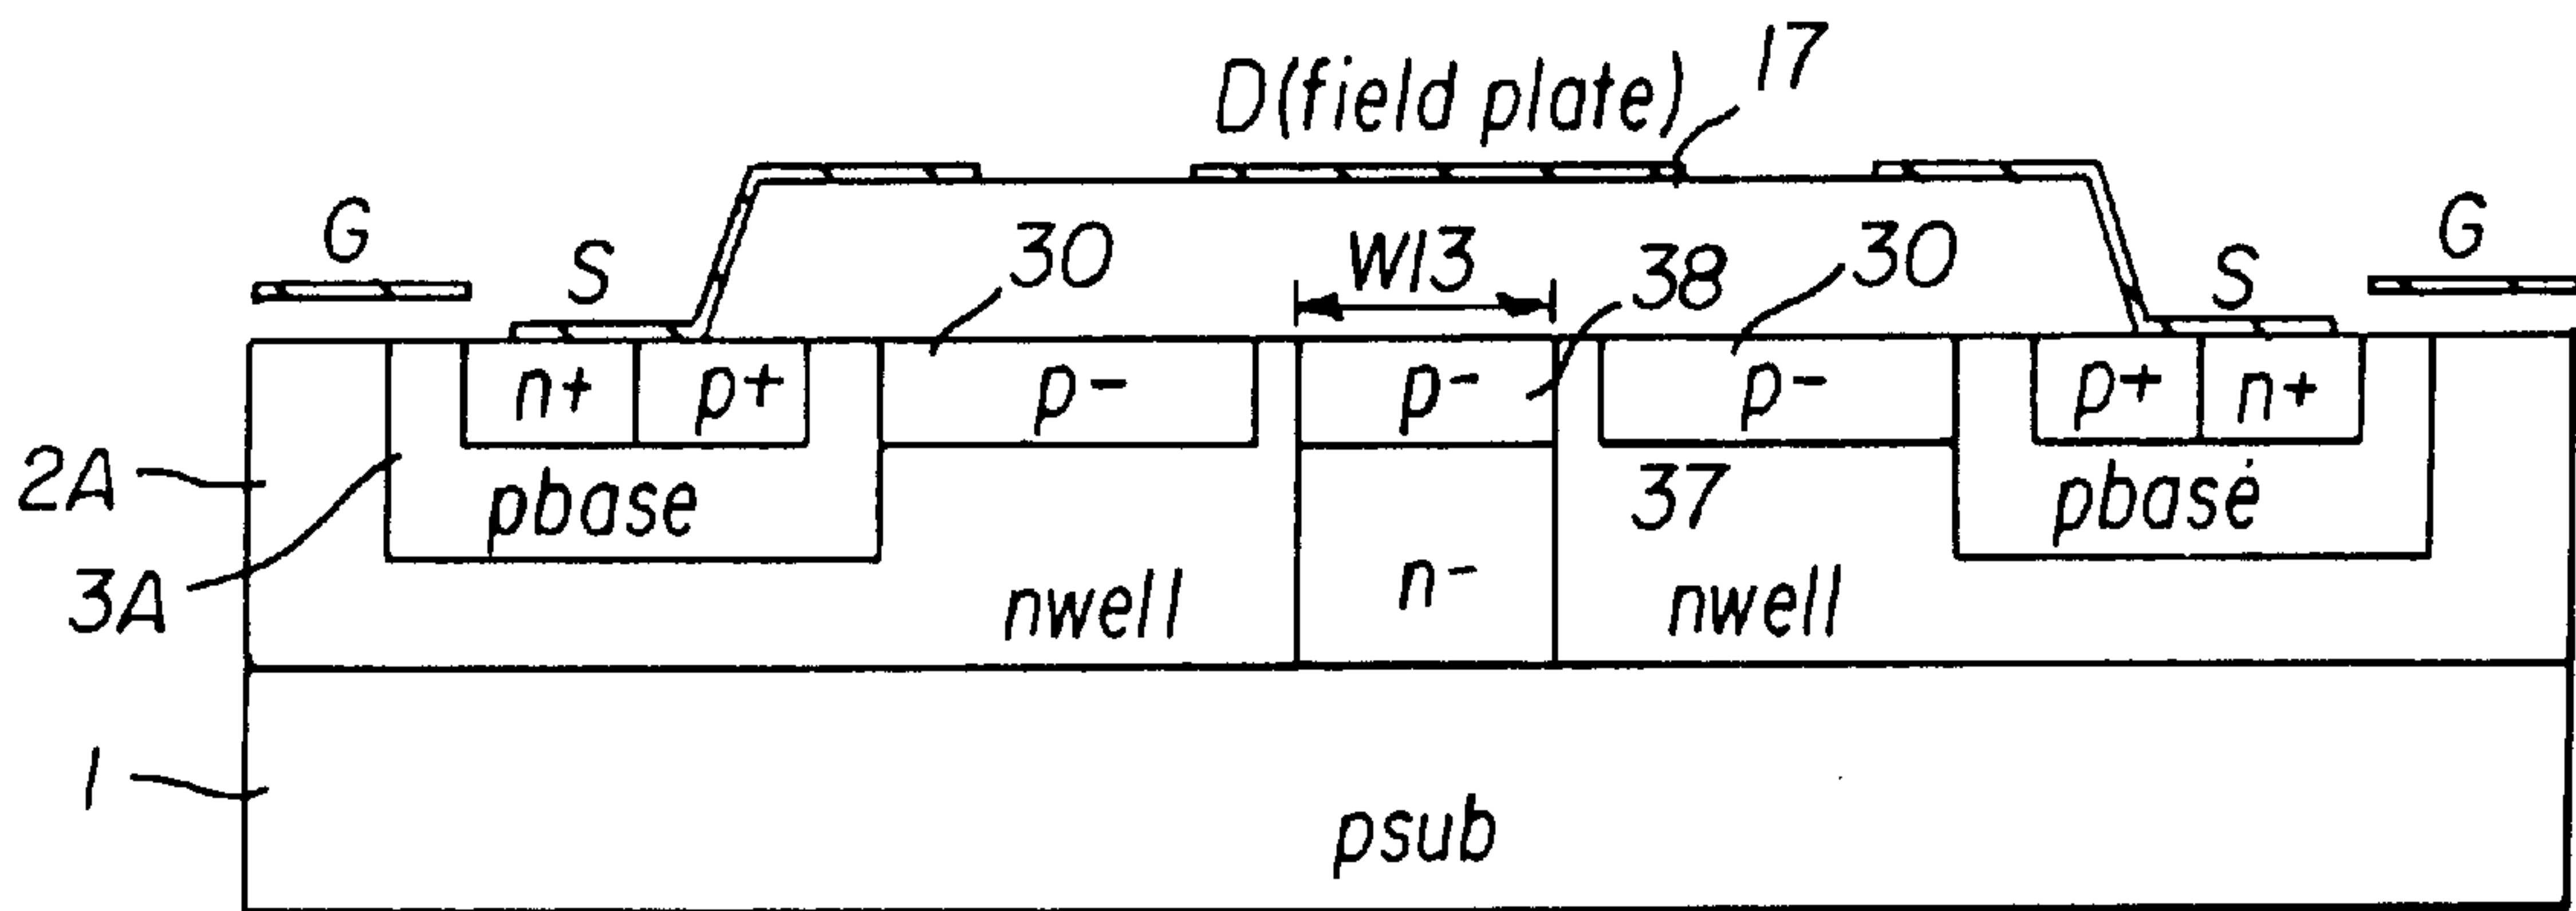 D(field plate) 17
G S 30 W13 38 30 S G
n+ p+ p- p- p- p+ n+
2A pbase 37 pbase
3A nwell n- nwell
1 psub